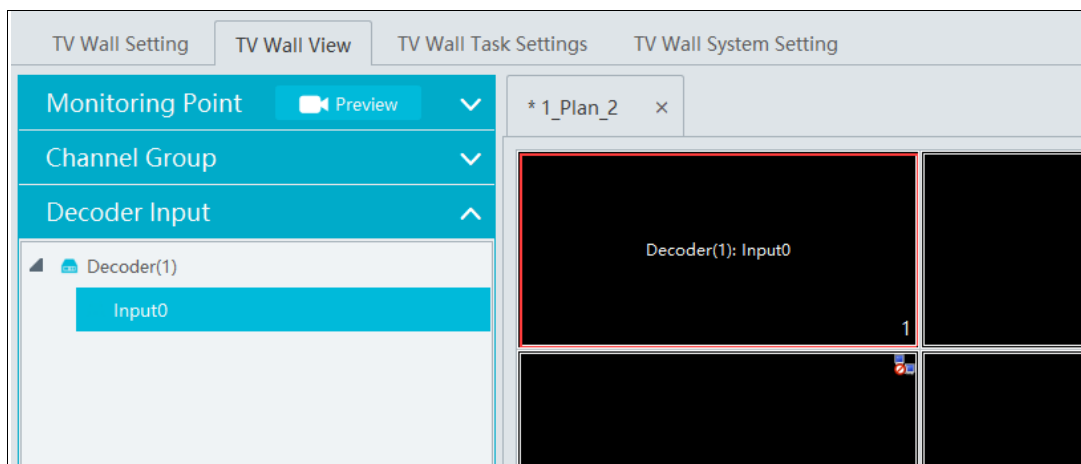 TV Wall Setting TV Wall View TV Wall Task Settings TV Wall System Setting
Monitoring Point Preview
* 1_Plan_2 ×
Channel Group
Decoder Input
Decoder(1)
Input0
Decoder(1): Input0
1